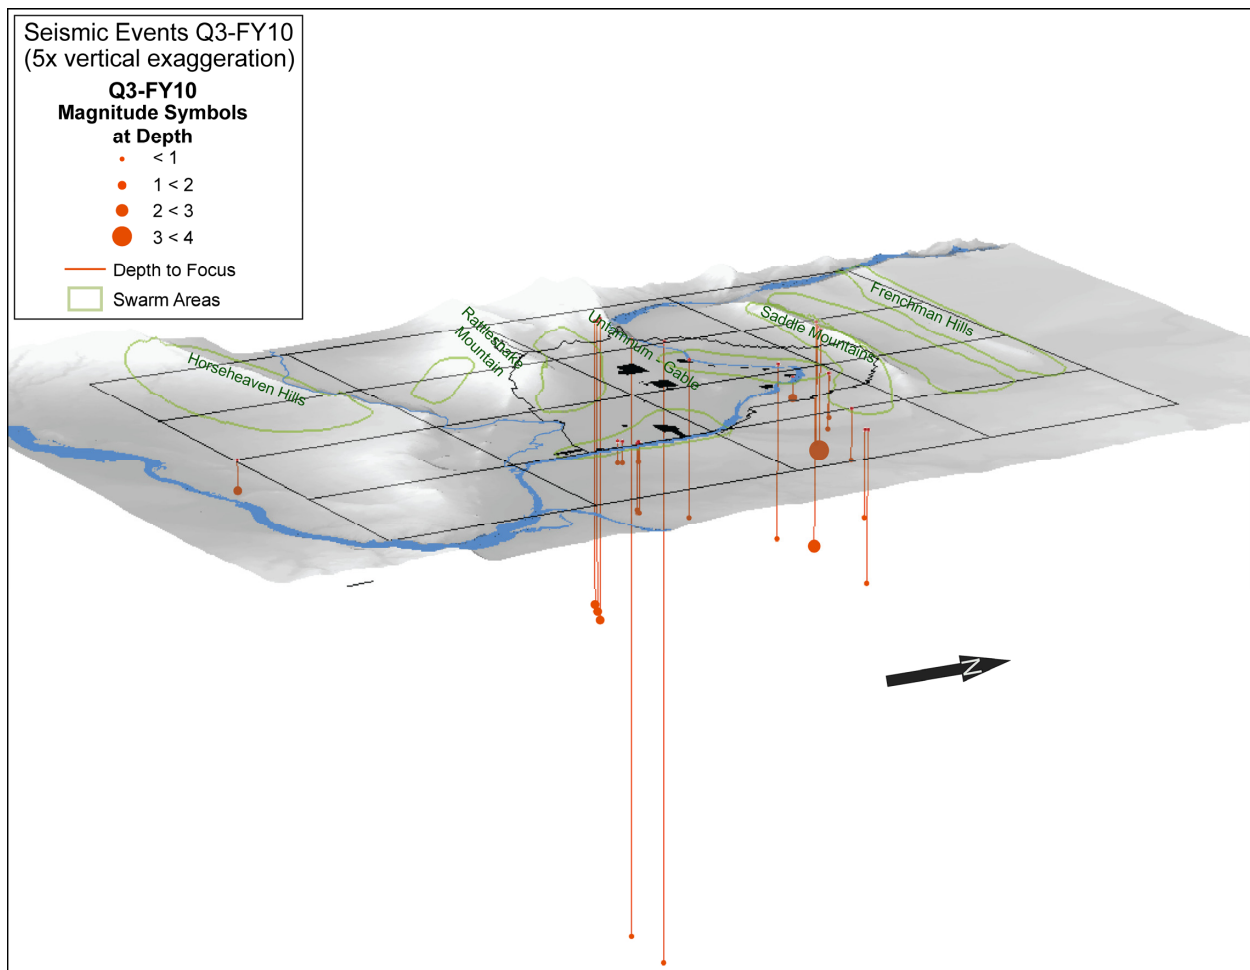 Seismic Events Q3-FY10
(5x vertical exaggeration)
Q3-FY10
Magnitude Symbols
at Depth
< 1
1 < 2
2 < 3
3 < 4
Depth to Focus
Swarm Areas
Horseheaven Hills
Rattlesnake
Mountain
Umtamnum - Gable
Saddle Mountains
Frenchman Hills
N